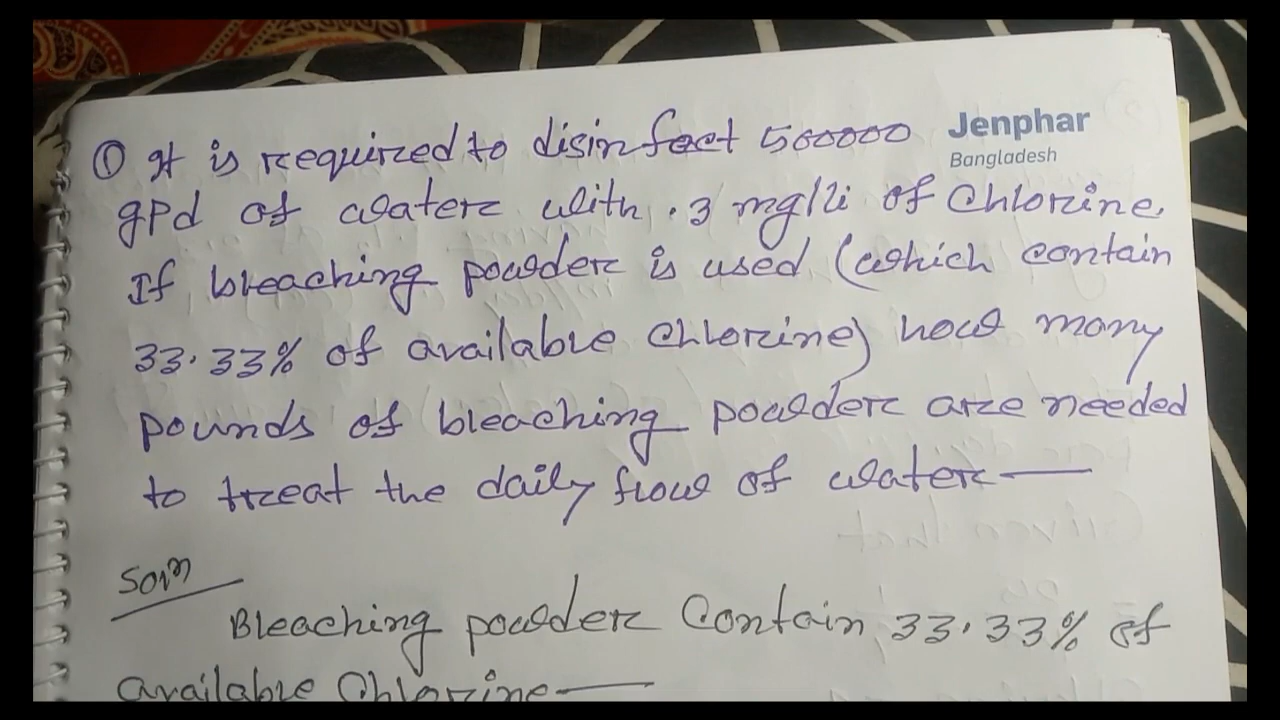 ① It is required to disinfect 500000
Jenphar
Bangladesh
gpd of water with .3 mg/li of Chlorine.
If bleaching powder is used (which contain
33.33% of available chlorine) how many
pounds of bleaching powder are needed
to treat the daily flow of water—
Soln
Bleaching powder Contain 33.33% of
available Chlorine—